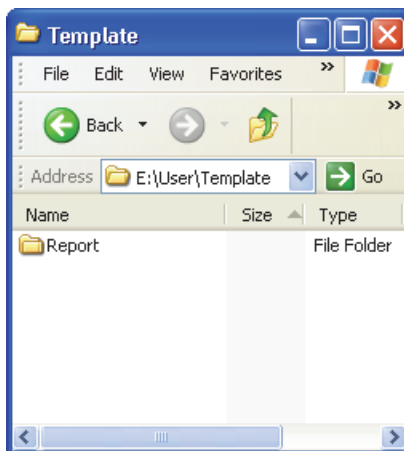 Template
File Edit View Favorites »
Back »
Address E:\User\Template Go
Name Size Type
Report File Folder